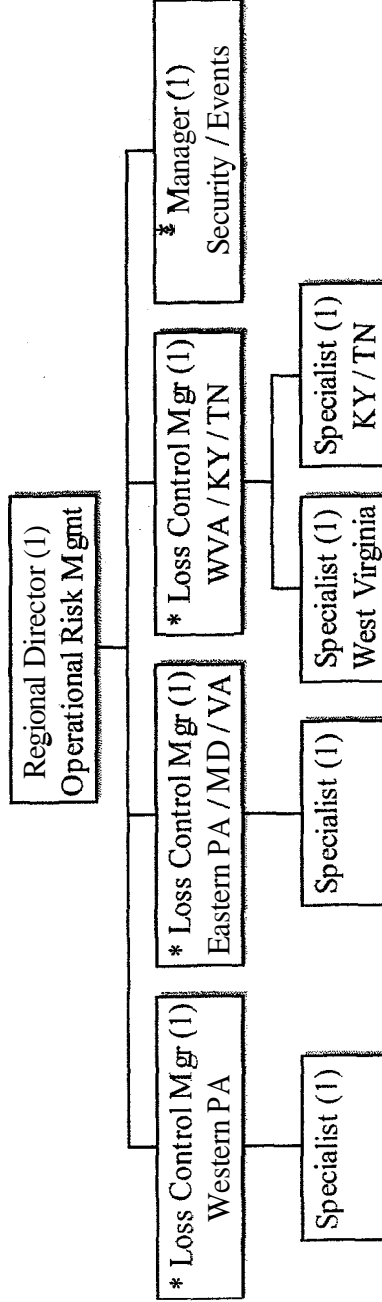 Regional Director (1)
Operational Risk Mgmt
* Loss Control Mgr (1)
Western PA
* Loss Control Mgr (1)
Eastern PA / MD / VA
* Loss Control Mgr (1)
WVA / KY / TN
* Manager (1)
Security / Events
Specialist (1)
Specialist (1)
Specialist (1)
West Virginia
Specialist (1)
KY / TN